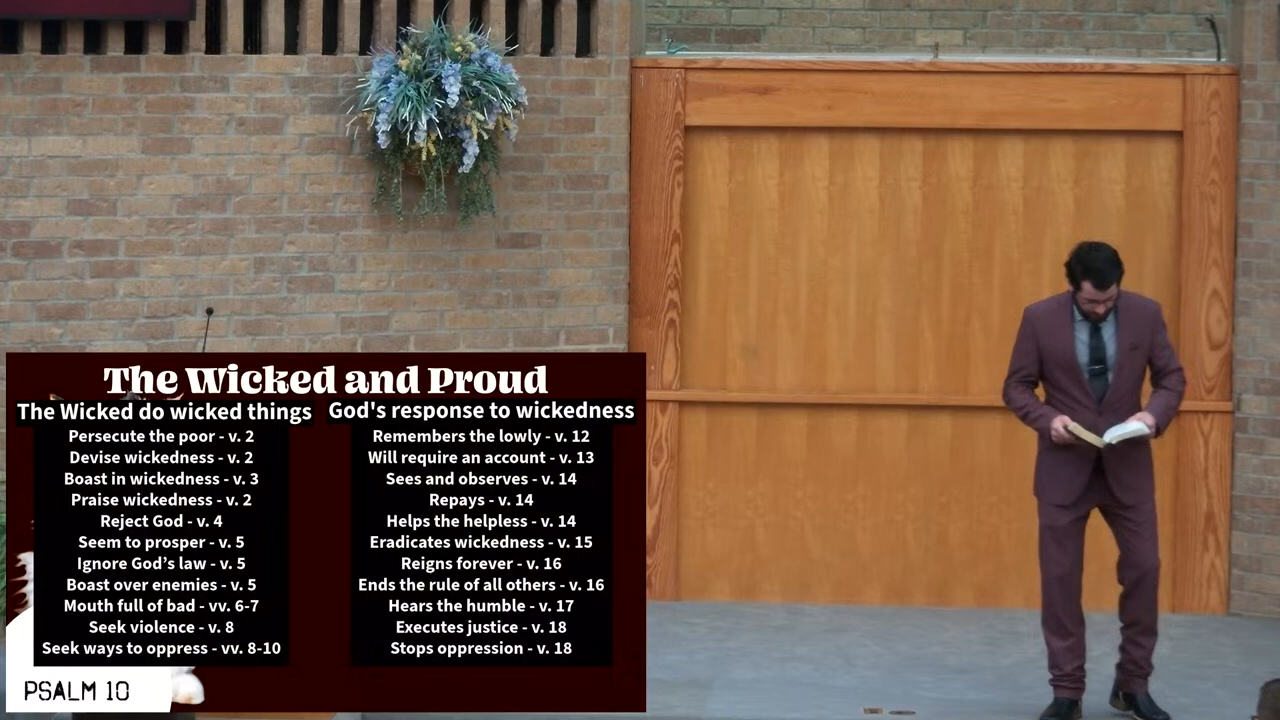 The Wicked and Proud
The Wicked do wicked things
Persecute the poor - v. 2
Devise wickedness - v. 2
Boast in wickedness - v. 3
Praise wickedness - v. 2
Reject God - v. 4
Seem to prosper - v. 5
Ignore God’s law - v. 5
Boast over enemies - v. 5
Mouth full of bad - vv. 6-7
Seek violence - v. 8
Seek ways to oppress - vv. 8-10
God's response to wickedness
Remembers the lowly - v. 12
Will require an account - v. 13
Sees and observes - v. 14
Repays - v. 14
Helps the helpless - v. 14
Eradicates wickedness - v. 15
Reigns forever - v. 16
Ends the rule of all others - v. 16
Hears the humble - v. 17
Executes justice - v. 18
Stops oppression - v. 18
PSALM 10